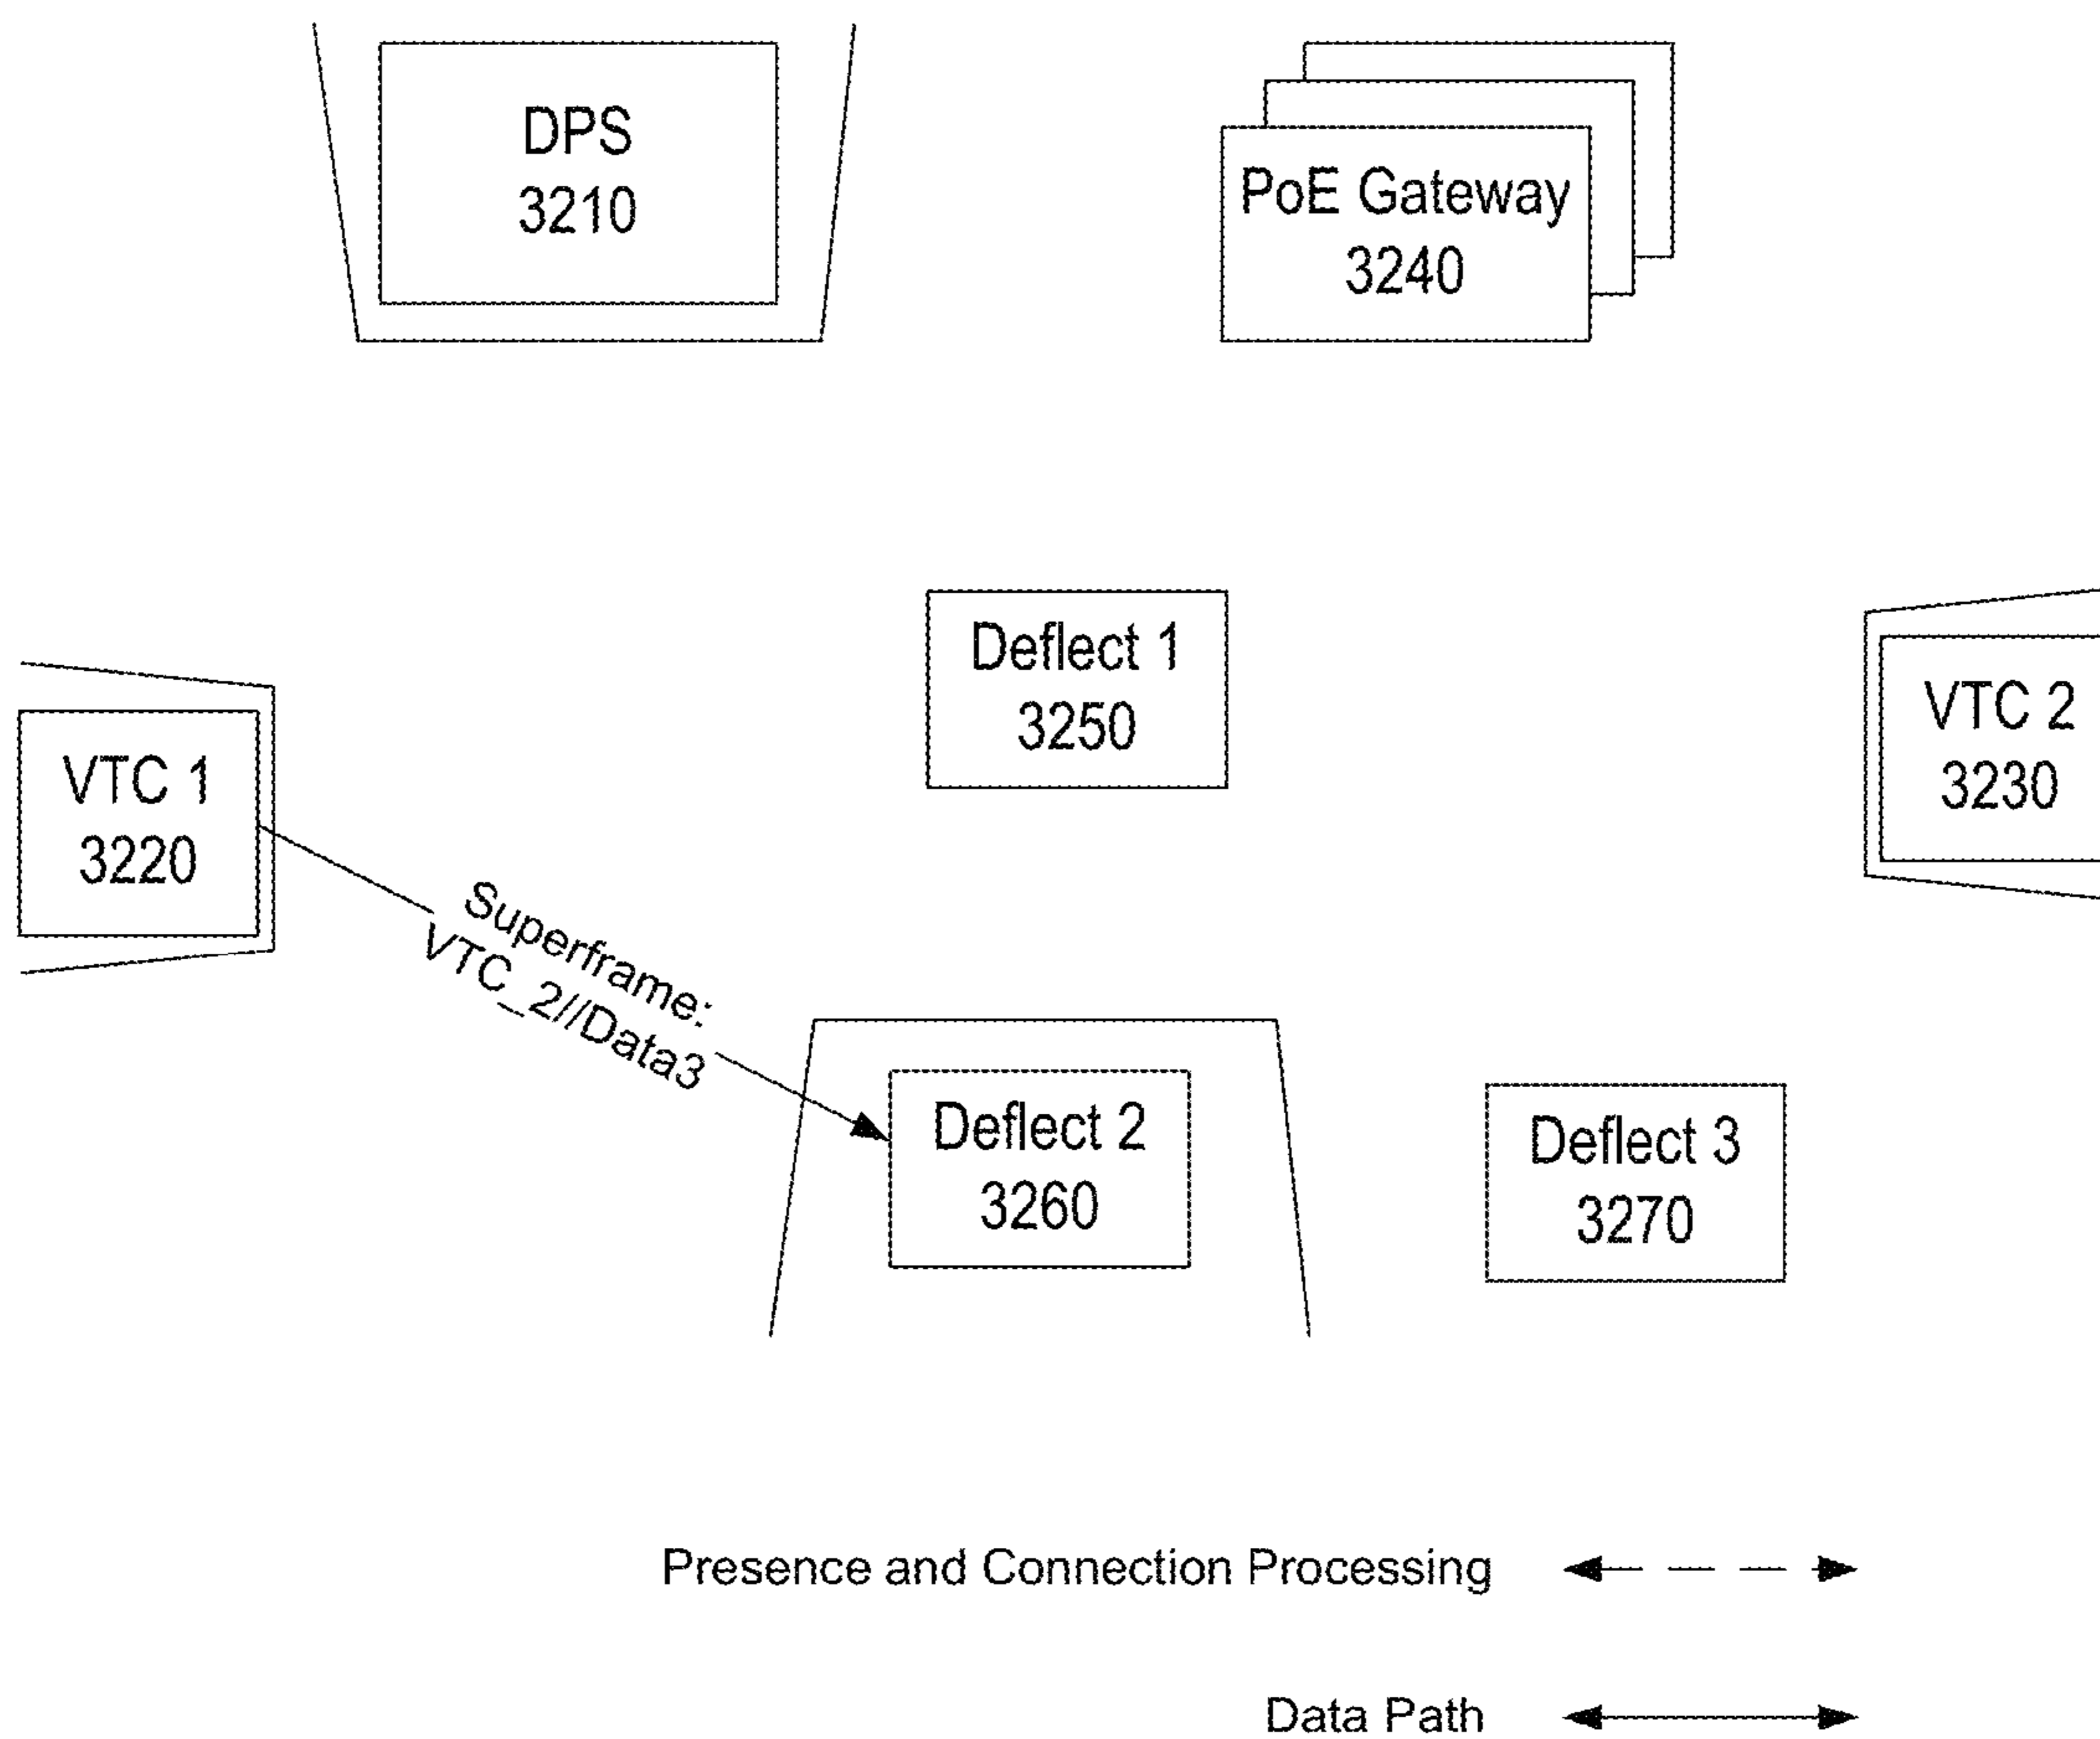 DPS
3210
PoE Gateway
3240
Deflect 1
3250
VTC 2
3230
VTC 1
3220
Superframe:
VTC_2//Data3
Deflect 2
3260
Deflect 3
3270
Presence and Connection Processing
Data Path